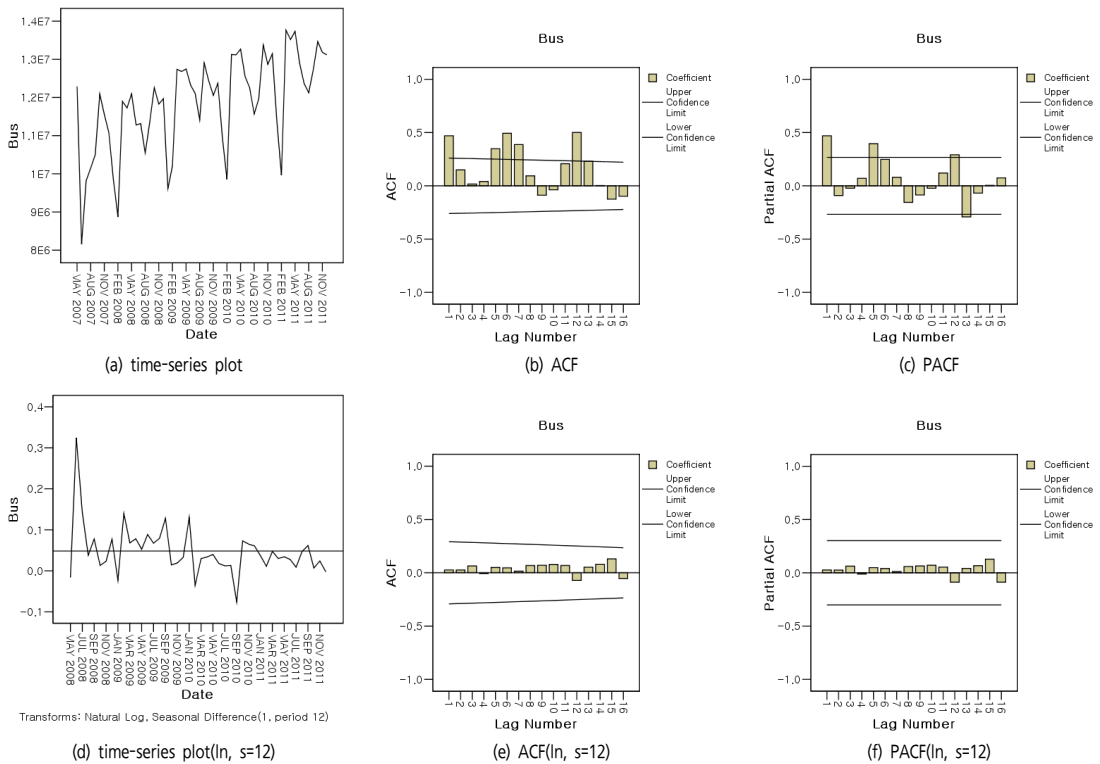 Bus
1.4E7
1.3E7
1.2E7
1.1E7
1.0E7
9E6
8E6
MAY 2007
AUG 2007
NOV 2007
FEB 2008
MAY 2008
AUG 2008
NOV 2008
FEB 2009
MAY 2009
AUG 2009
NOV 2009
FEB 2010
MAY 2010
AUG 2010
NOV 2010
FEB 2011
MAY 2011
AUG 2011
NOV 2011
Date
(a) time-series plot
Bus
ACF
1.0
0.5
0.0
-0.5
-1.0
1 2 3 4 5 6 7 8 9 10 11 12 13 14 15 16
Lag Number
Coefficient
Upper
Cofidence
Limit
Lower
Confidence
Limit
(b) ACF
Bus
Partial ACF
1.0
0.5
0.0
-0.5
-1.0
1 2 3 4 5 6 7 8 9 10 11 12 13 14 15 16
Lag Number
Coefficient
Upper
Confidence
Limit
Lower
Confidence
Limit
(c) PACF
Bus
0.4
0.3
0.2
0.1
0.0
-0.1
MAY 2008
JUL 2008
SEP 2008
NOV 2008
JAN 2009
MAR 2009
MAY 2009
JUL 2009
SEP 2009
NOV 2009
JAN 2010
MAR 2010
MAY 2010
JUL 2010
SEP 2010
NOV 2010
JAN 2011
MAR 2011
MAY 2011
JUL 2011
SEP 2011
NOV 2011
Date
Transforms: Natural Log, Seasonal Difference(1, period 12)
(d) time-series plot(ln, s=12)
Bus
ACF
1.0
0.5
0.0
-0.5
-1.0
1 2 3 4 5 6 7 8 9 10 11 12 13 14 15 16
Lag Number
Coefficient
Upper
Confidence
Limit
Lower
Confidence
Limit
(e) ACF(ln, s=12)
Bus
Partial ACF
1.0
0.5
0.0
-0.5
-1.0
1 2 3 4 5 6 7 8 9 10 11 12 13 14 15 16
Lag Number
Coefficient
Upper
Confidence
Limit
Lower
Confidence
Limit
(f) PACF(ln, s=12)